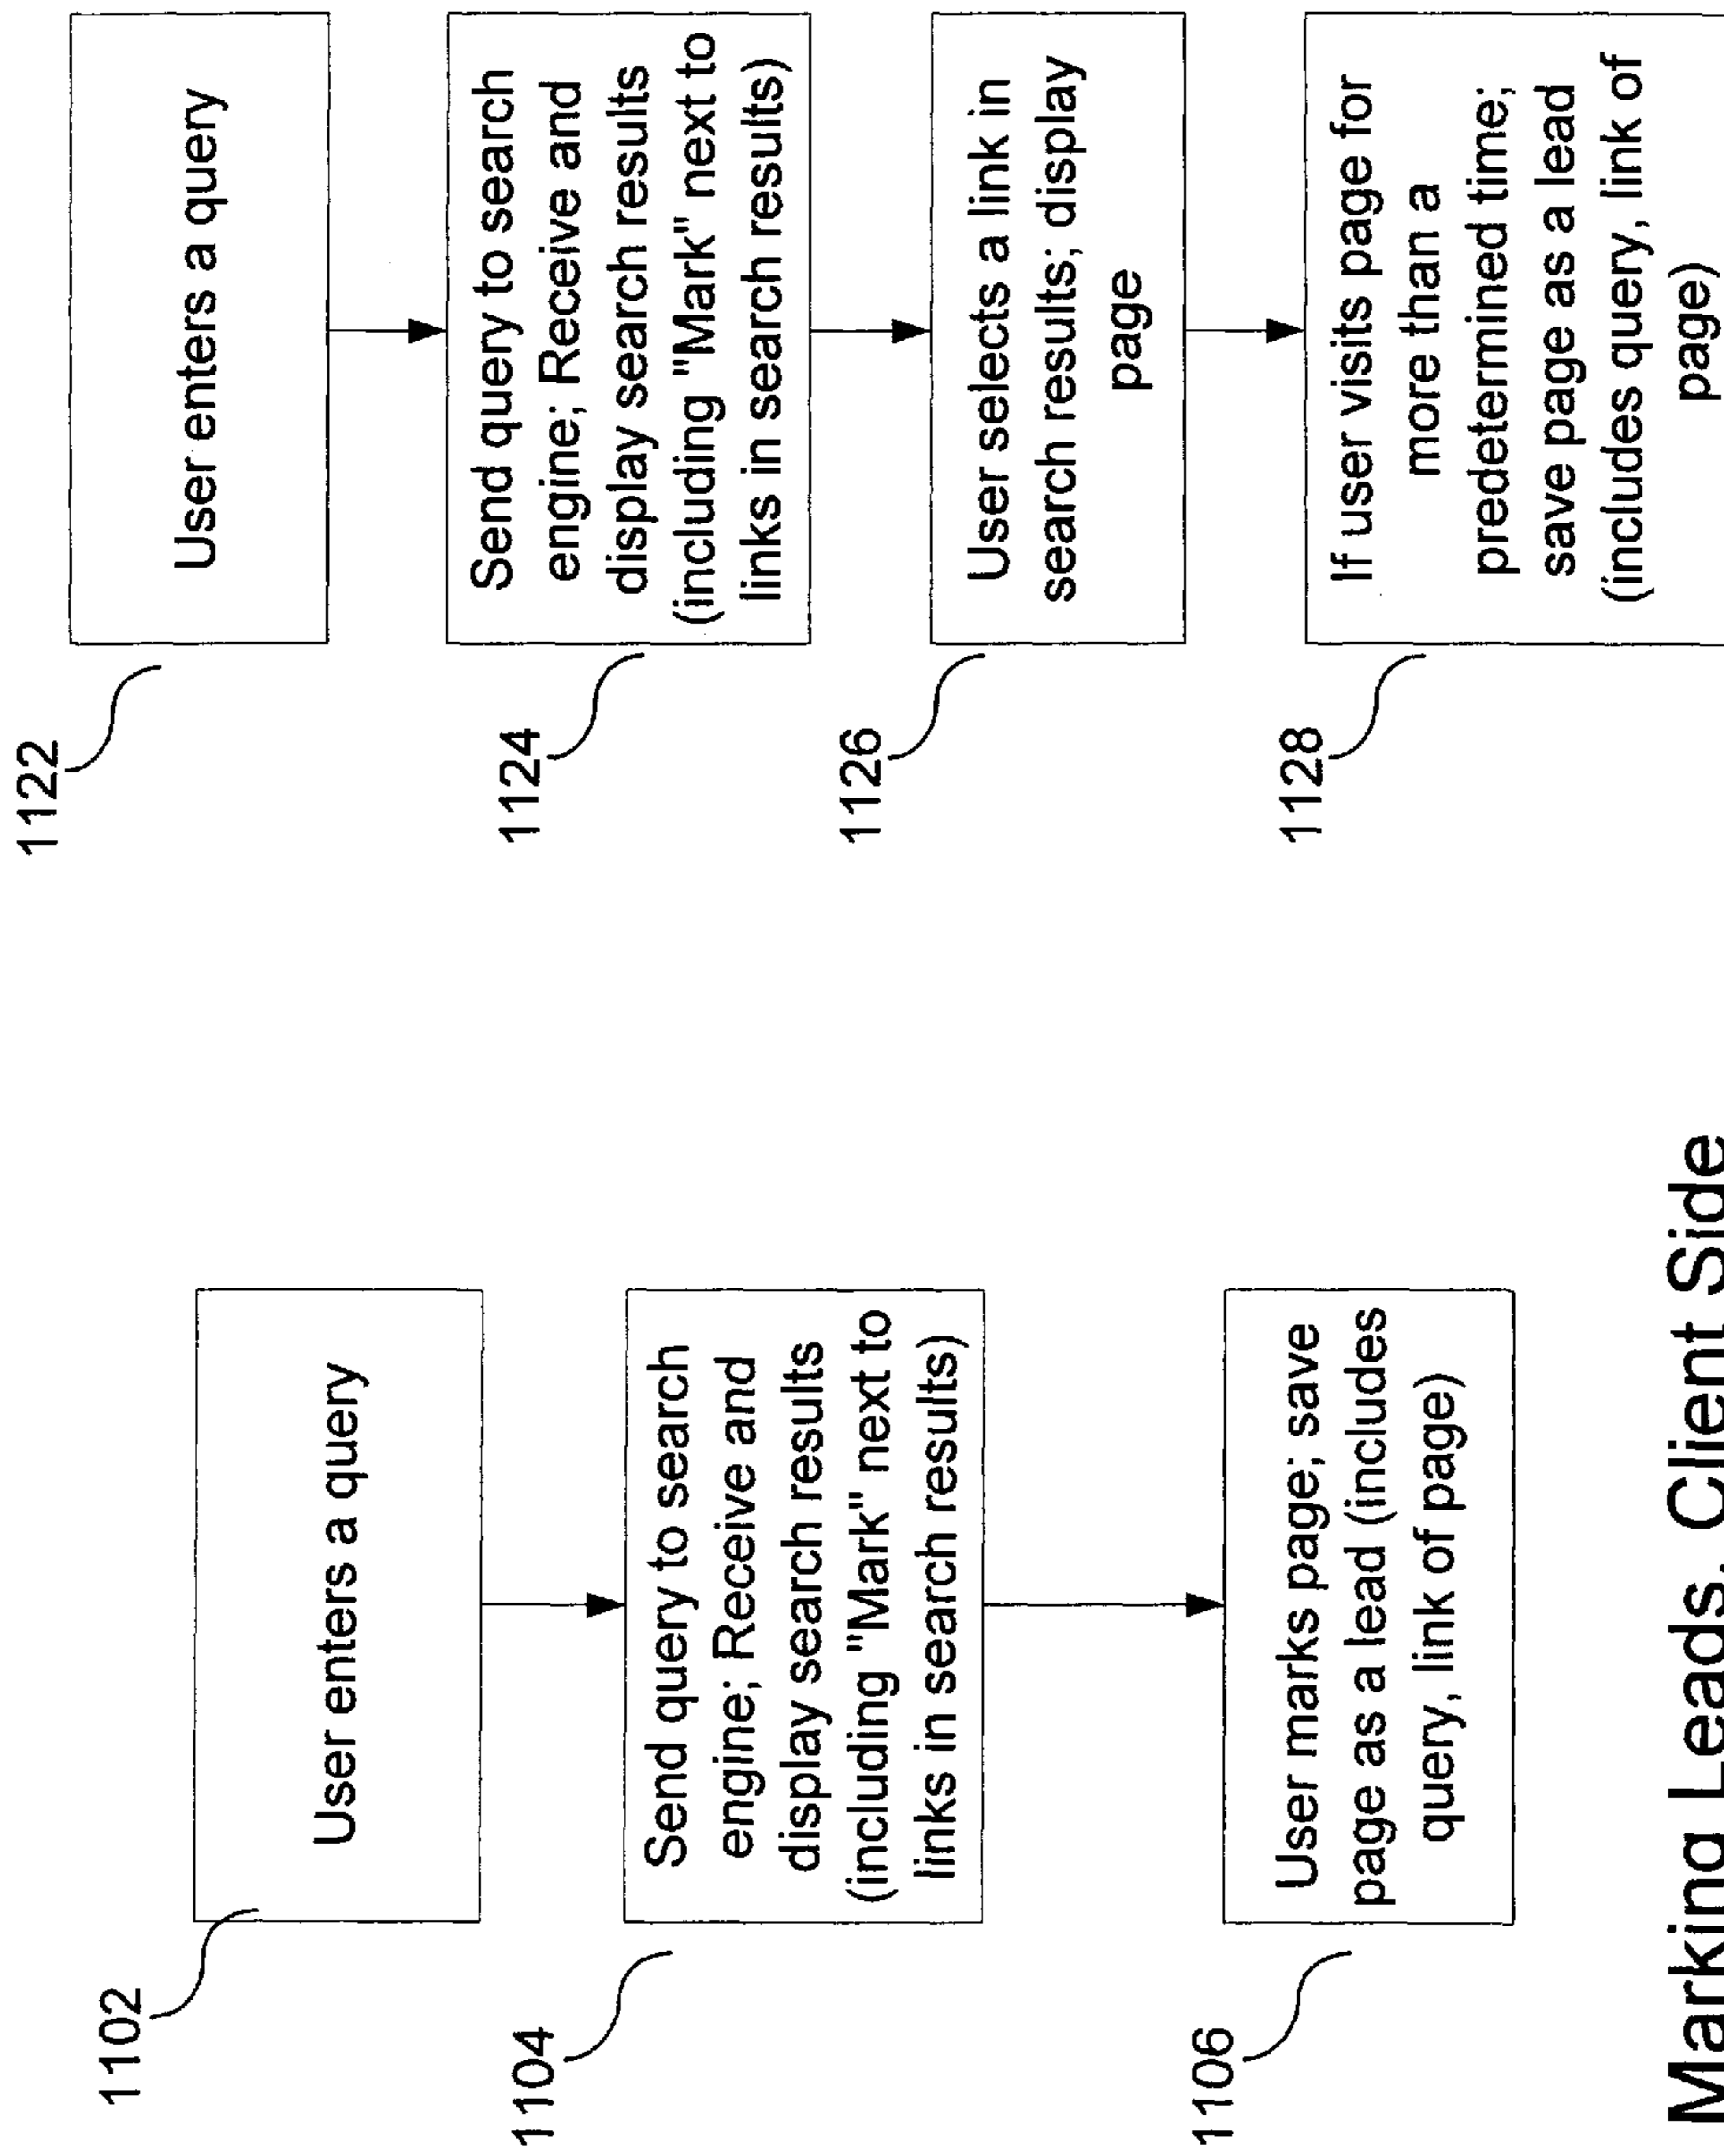 1102
User enters a query
1104
Send query to search
engine; Receive and
display search results
(including "Mark" next to
links in search results)
1106
User marks page; save
page as a lead (includes
query, link of page)
1122
User enters a query
1124
Send query to search
engine; Receive and
display search results
(including "Mark" next to
links in search results)
1126
User selects a link in
search results; display
page
1128
If user visits page for
more than a
predetermined time;
save page as a lead
(includes query, link of
page)
Marking Leads, Client Side